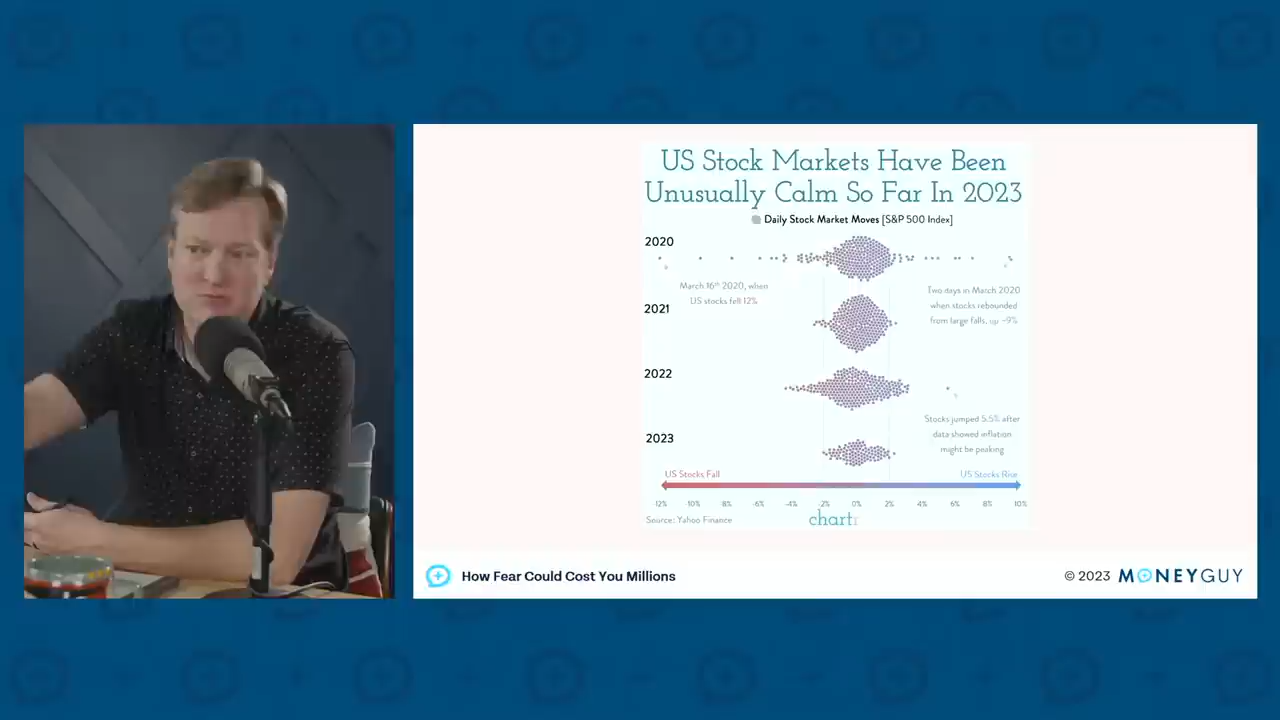 US Stock Markets Have Been
Unusually Calm So Far In 2023
Daily Stock Market Moves [S&P 500 Index]
2020
March 16th 2020, when
US stocks fell 12%
Two days in March 2020
when stocks rebounded
from large falls, up ~9%
2021
2022
Stocks jumped 5.5% after
data showed inflation
might be peaking
2023
US Stocks Fall
US Stocks Rise
-12% -10% -8% -6% -4% -2% 0% 2% 4% 6% 8% 10%
Source: Yahoo Finance
chartr
How Fear Could Cost You Millions
© 2023 MONEYGUY